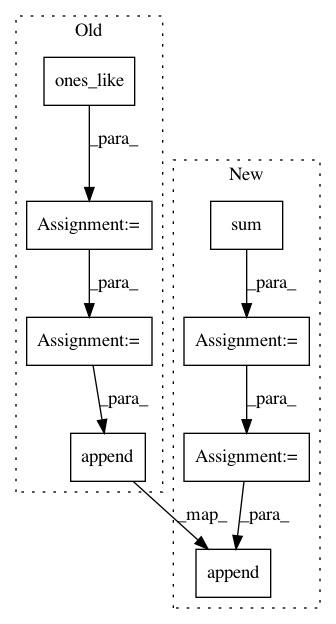 Old
ones_like
_para_
New
Assignment:=
sum
_para_
_para_
Assignment:=
Assignment:=
_para_
_para_
append
Assignment:=
_map_
_para_
append